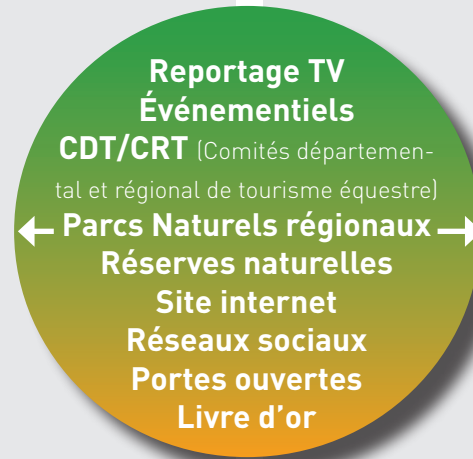 Reportage TV
Événementiels
CDT/CRT (Comités départemen-
tal et régional de tourisme équestre)
Parcs Naturels régionaux
Réserves naturelles
Site internet
Réseaux sociaux
Portes ouvertes
Livre d'or